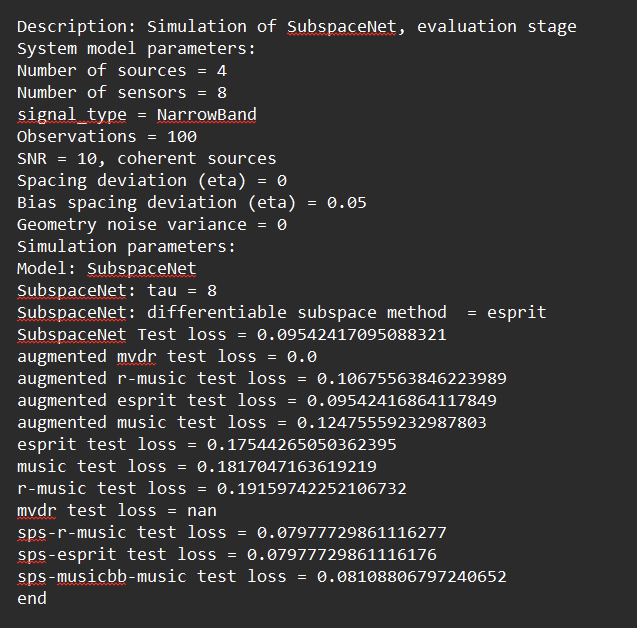 Description: Simulation of SubspaceNet, evaluation stage
System model parameters:
Number of sources = 4
Number of sensors = 8
signal_type = NarrowBand
Observations = 100
SNR = 10, coherent sources
Spacing deviation (eta) = 0
Bias spacing deviation (eta) = 0.05
Geometry noise variance = 0
Simulation parameters:
Model: SubspaceNet
SubspaceNet: tau = 8
SubspaceNet: differentiable subspace method  = esprit
SubspaceNet Test loss = 0.09542417095088321
augmented mvdr test loss = 0.0
augmented r-music test loss = 0.10675563846223989
augmented esprit test loss = 0.09542416864117849
augmented music test loss = 0.12475559232987803
esprit test loss = 0.17544265050362395
music test loss = 0.1817047163619219
r-music test loss = 0.19159742252106732
mvdr test loss = nan
sps-r-music test loss = 0.07977729861116277
sps-esprit test loss = 0.07977729861116176
sps-musicbb-music test loss = 0.08108806797240652
end